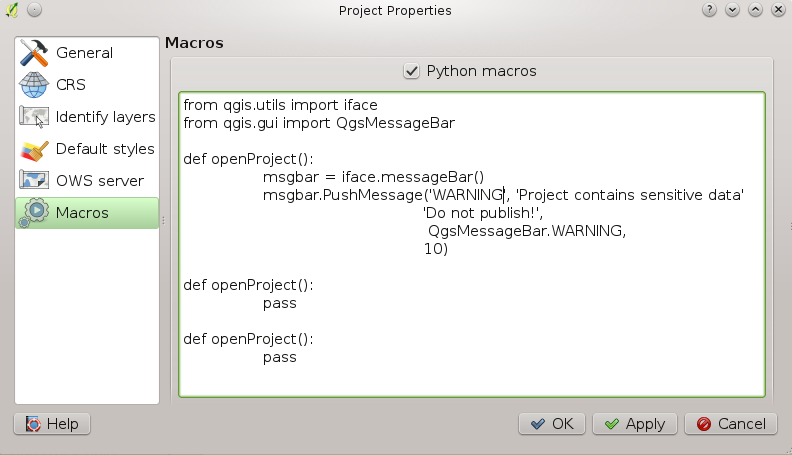 Project Properties
General
CRS
Identify layers
Default styles
OWS server
Macros
Macros
Python macros
from qgis.utils import iface
from qgis.gui import QgsMessageBar
def openProject():
msgbar = iface.messageBar()
msgbar.PushMessage('WARNING', 'Project contains sensitive data'
'Do not publish!',
QgsMessageBar.WARNING,
10)
def openProject():
pass
def openProject():
pass
Help
OK
Apply
Cancel